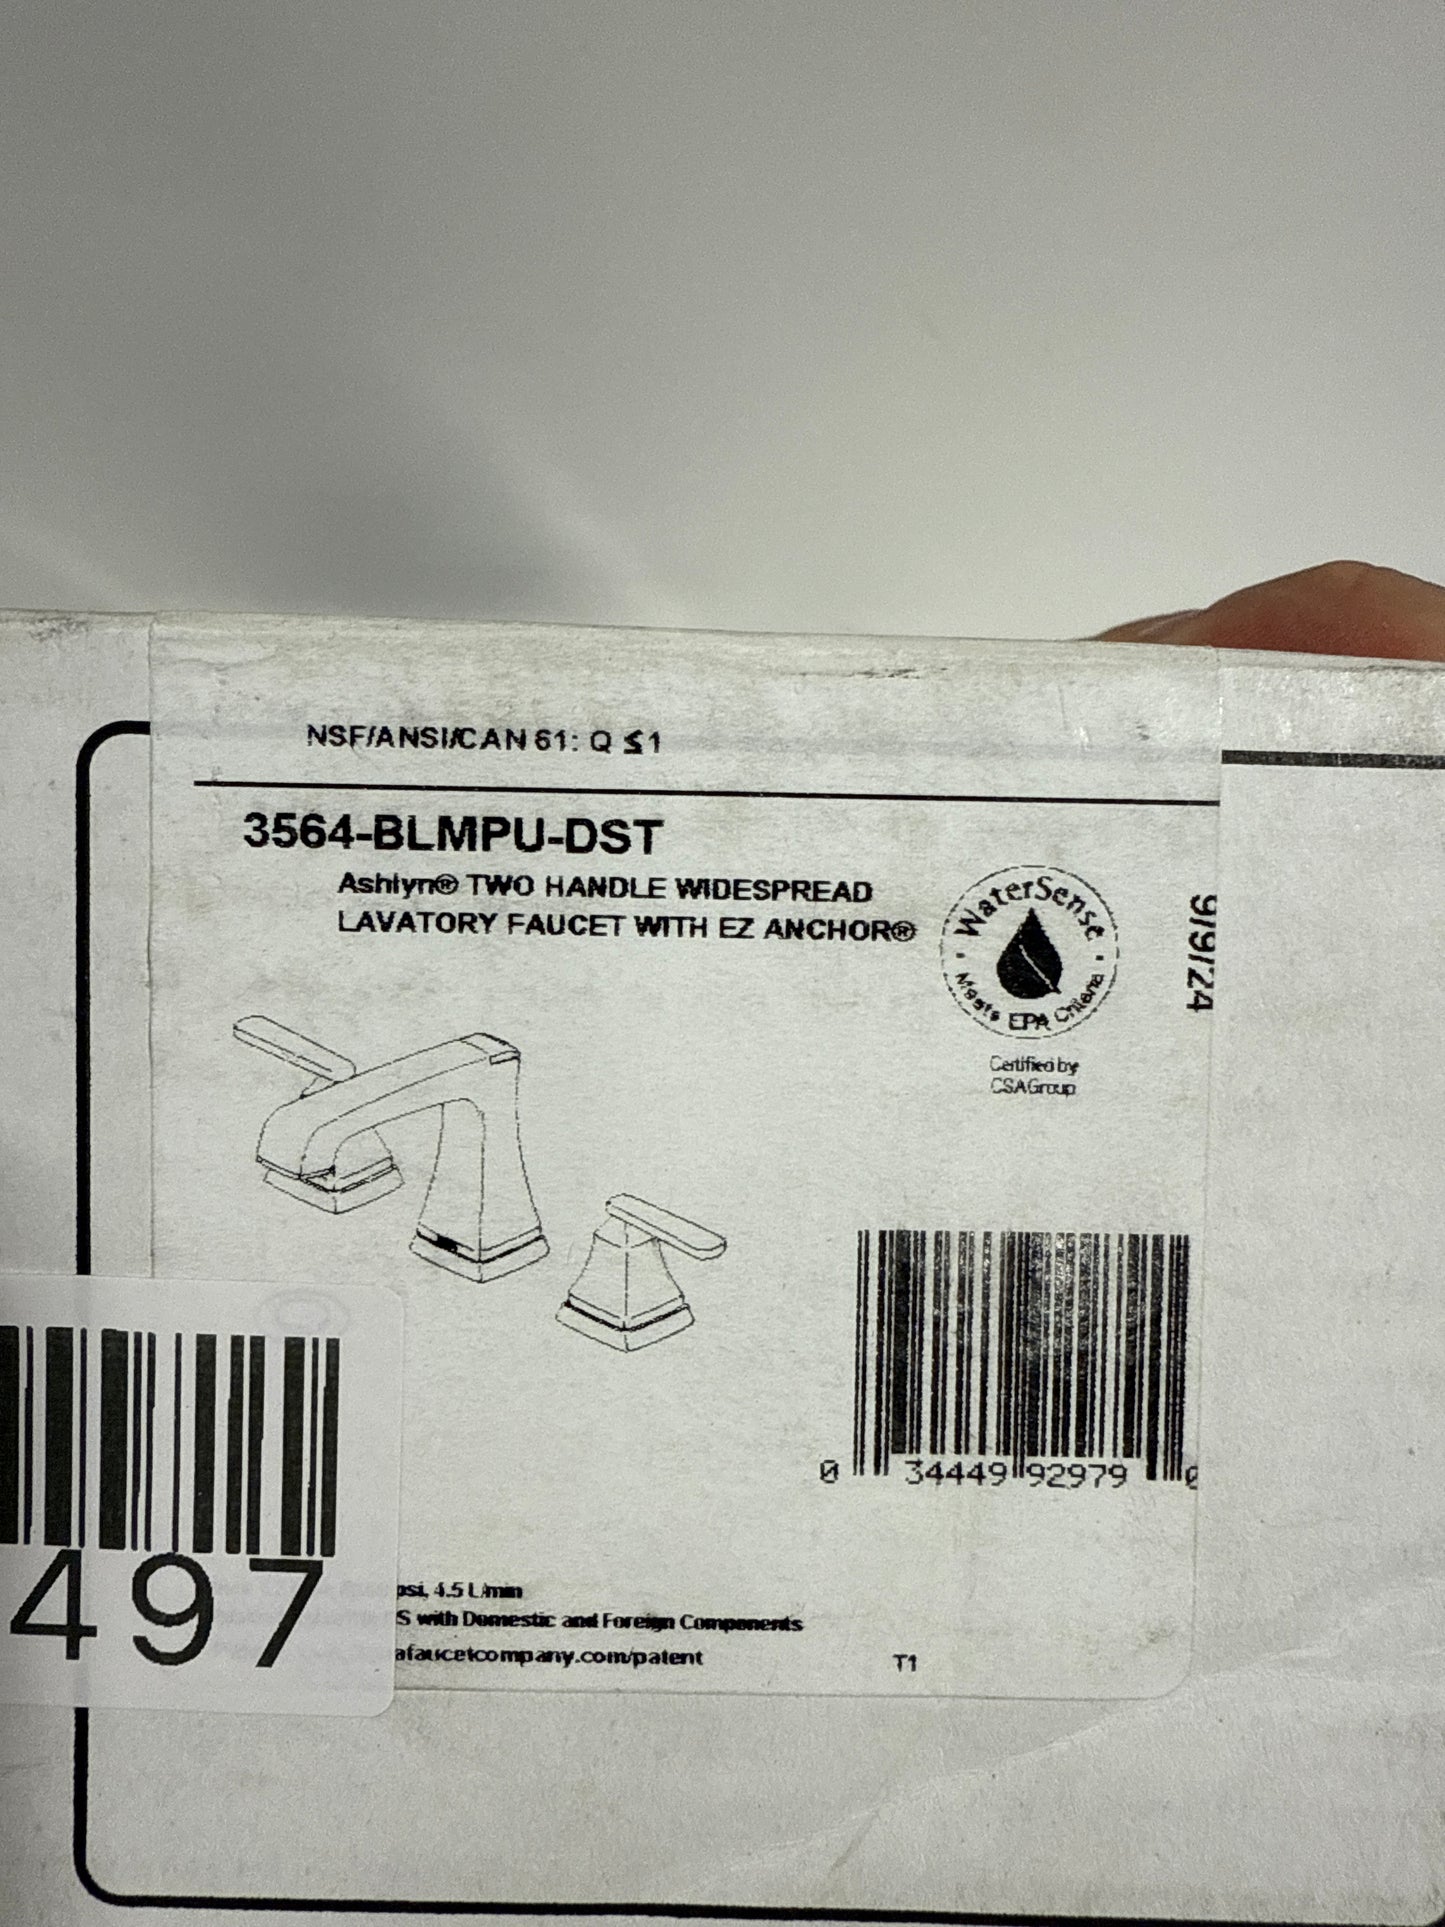 NSF/ANSI/CAN 61: Q ≤ 1
3564-BLMPU-DST
Ashlyn® TWO HANDLE WIDESPREAD
LAVATORY FAUCET WITH EZ ANCHOR®
WaterSense
Meets EPA Criteria
Certified by
CSA Group
9/9/24
0 34449 92979 0
497
psi, 4.5 L/min
S with Domestic and Foreign Components
afaucetcompany.com/patent
T1